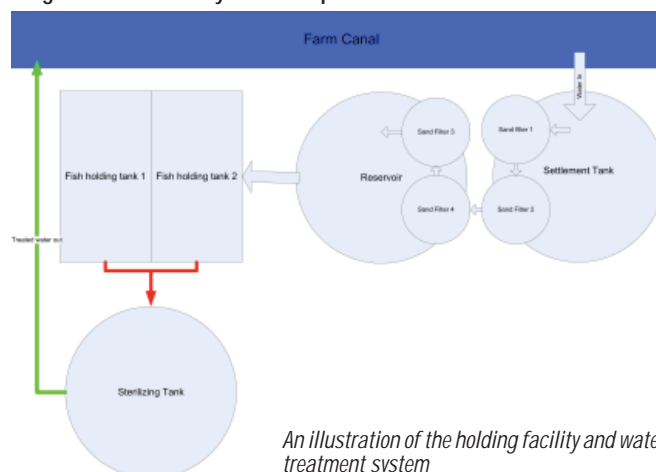 Farm Canal
Water In
Sand Filter 3
Sand Filter 1
Fish holding tank 1
Fish holding tank 2
Reservoir
Settlement Tank
Sand Filter 4
Sand Filter 2
Treated water out
Sterilizing Tank
An illustration of the holding facility and wate
treatment system